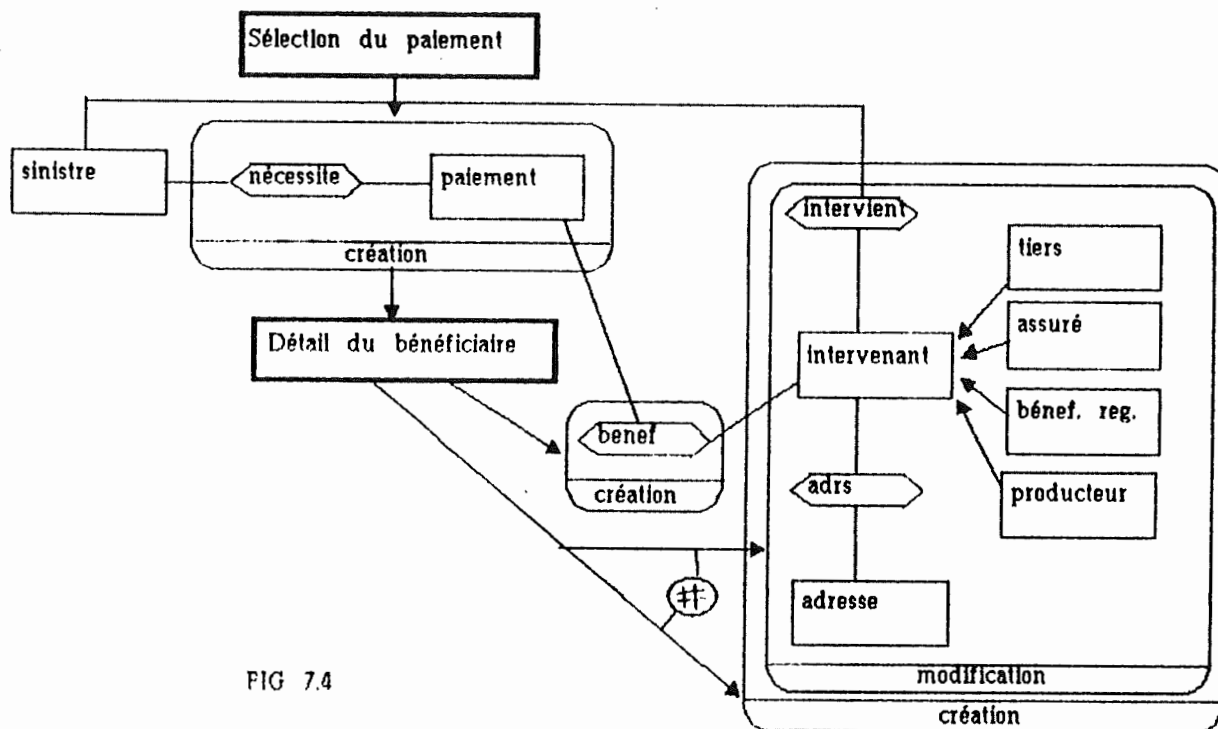 Sélection du paiement
sinistre
nécessite
paiement
création
intervient
tiers
Détail du bénéficiaire
intervenant
assuré
bénef. reg.
benef
création
adrs
producteur
#
adresse
FIG 7.4
modification
création